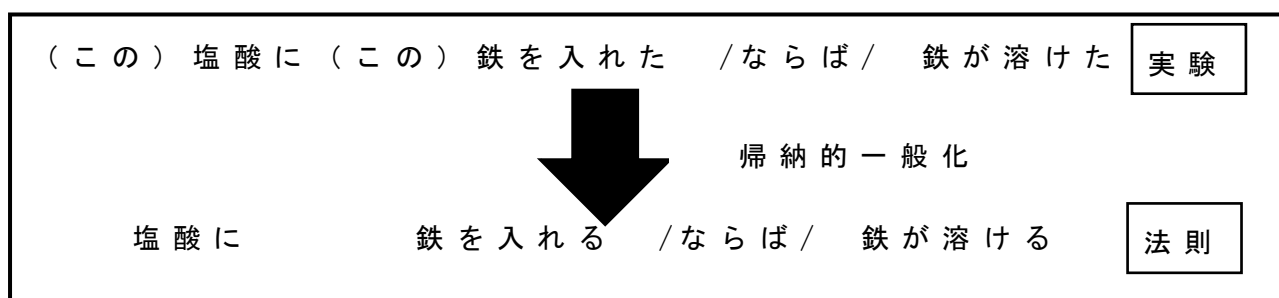 （この）塩酸に（この）鉄を入れた /ならば/ 鉄が溶けた 実験
帰納的一般化
塩酸に 鉄を入れる /ならば/ 鉄が溶ける 法則